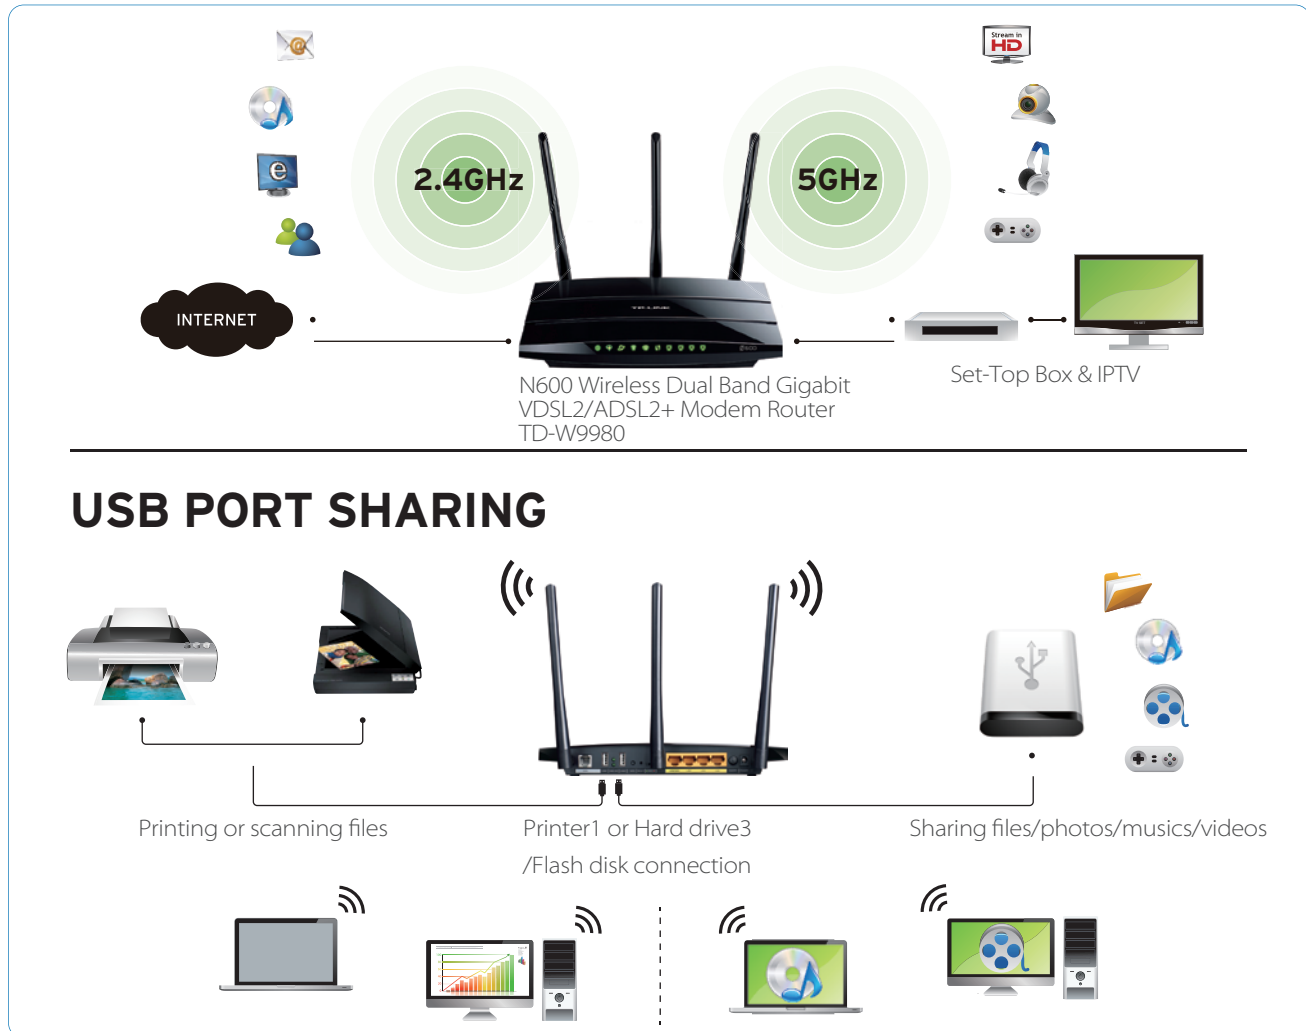 Stream in
HD
2.4GHz
5GHz
INTERNET
TP-LINK
N600 Wireless Dual Band Gigabit
VDSL2/ADSL2+ Modem Router
TD-W9980
Set-Top Box & IPTV
USB PORT SHARING
Printing or scanning files
Printer1 or Hard drive3
/Flash disk connection
Sharing files/photos/musics/videos